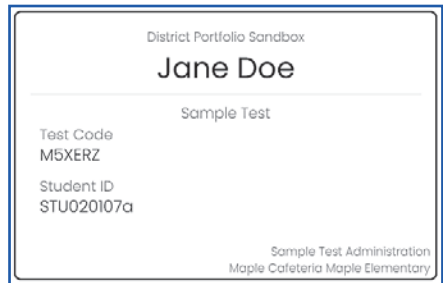 District Portfolio Sandbox
Jane Doe
Sample Test
Test Code
M5XERZ
Student ID
STU020107a
Sample Test Administration
Maple Cafeteria Maple Elementary